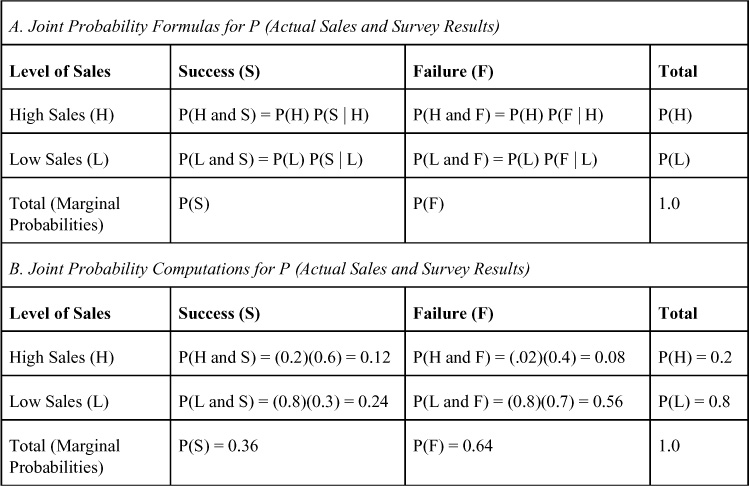 A. Joint Probability Formulas for P (Actual Sales and Survey Results)
Level of Sales Success (S) Failure (F) Total
High Sales (H) P(H and S) = P(H) P(S | H) P(H and F) = P(H) P(F | H) P(H)
Low Sales (L) P(L and S) = P(L) P(S | L) P(L and F) = P(L) P(F | L) P(L)
Total (Marginal P(S) P(F) 1.0
Probabilities)
B. Joint Probability Computations for P (Actual Sales and Survey Results)
Level of Sales Success (S) Failure (F) Total
High Sales (H) P(H and S) = (0.2)(0.6) = 0.12 P(H and F) = (.02)(0.4) = 0.08 P(H) = 0.2
Low Sales (L) P(L and S) = (0.8)(0.3) = 0.24 P(L and F) = (0.8)(0.7) = 0.56 P(L) = 0.8
Total (Marginal P(S) = 0.36 P(F) = 0.64 1.0
Probabilities)